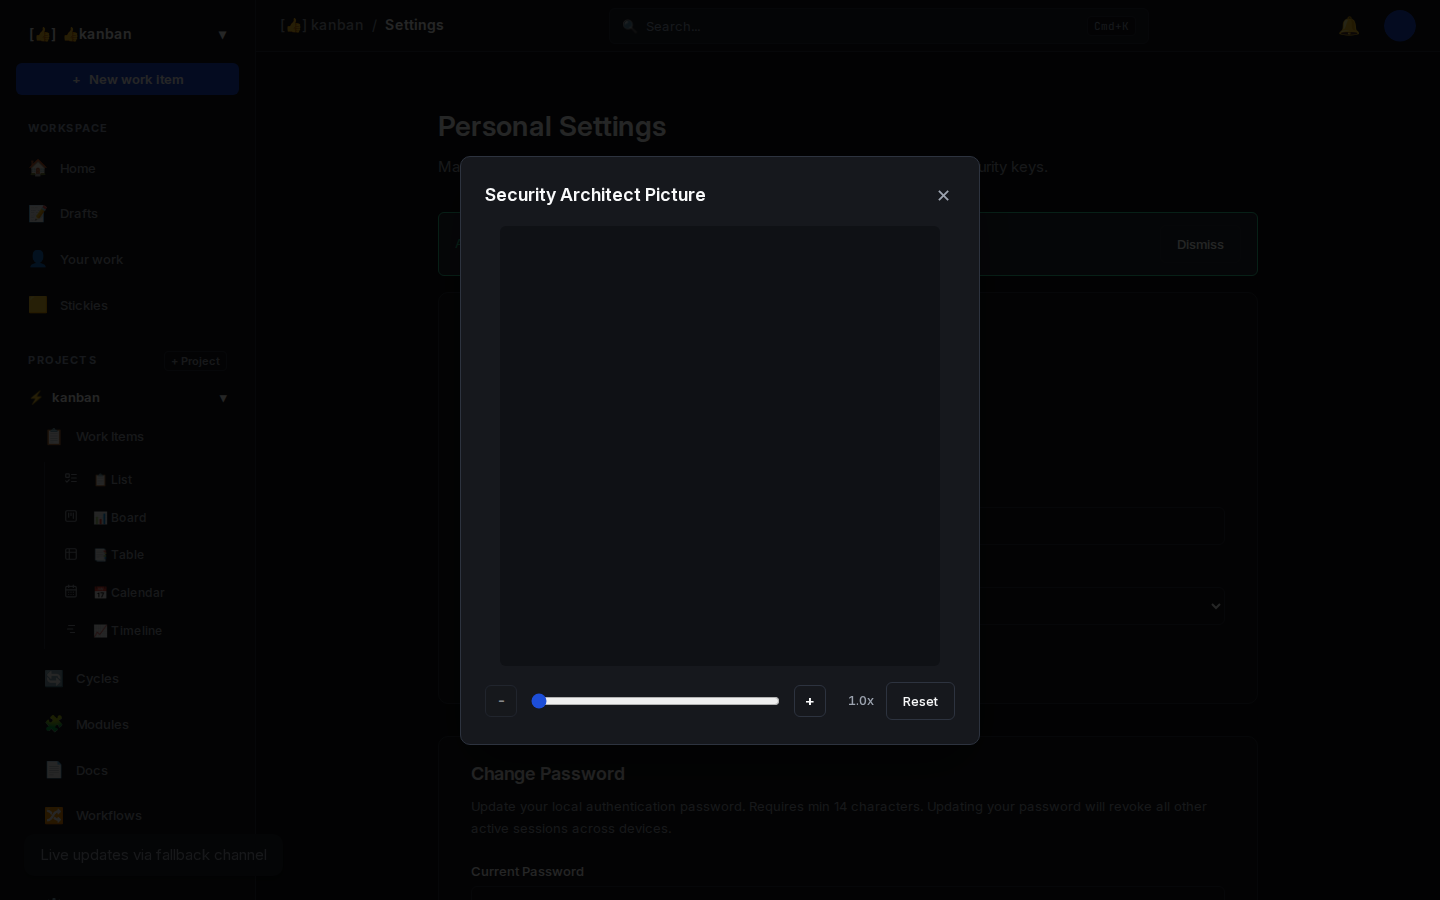 [👍] 👍kanban ▾
+ New work item
WORKSPACE
🏠 Home
📝 Drafts
👤 Your work
🟨 Stickies
PROJECTS + Project
⚡ kanban ▾
📋 Work Items
📋 List
📊 Board
📑 Table
📅 Calendar
📈 Timeline
🔄 Cycles
🧩 Modules
📄 Docs
🔀 Workflows
Live updates via fallback channel
[👍] kanban / Settings
🔍 Search... Cmd+K
Personal Settings
Ma
urity keys.
Dismiss
Security Architect Picture ✕
- + 1.0x Reset
Change Password
Update your local authentication password. Requires min 14 characters. Updating your password will revoke all other
active sessions across devices.
Current Password